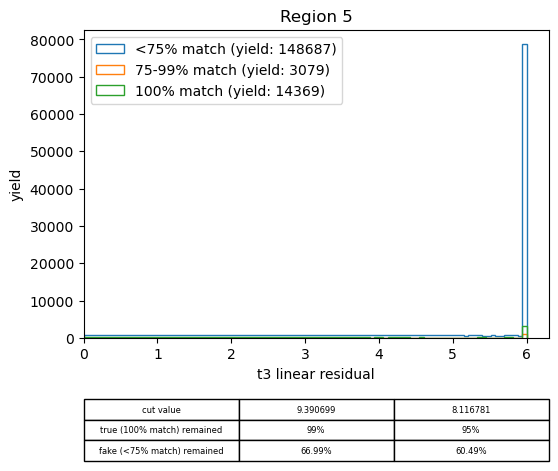 Region 5
<75% match (yield: 148687)
75-99% match (yield: 3079)
100% match (yield: 14369)
yield
80000
70000
60000
50000
40000
30000
20000
10000
0
0 1 2 3 4 5 6
t3 linear residual
cut value 9.390699 8.116781
true (100% match) remained 99% 95%
fake (<75% match) remained 66.99% 60.49%